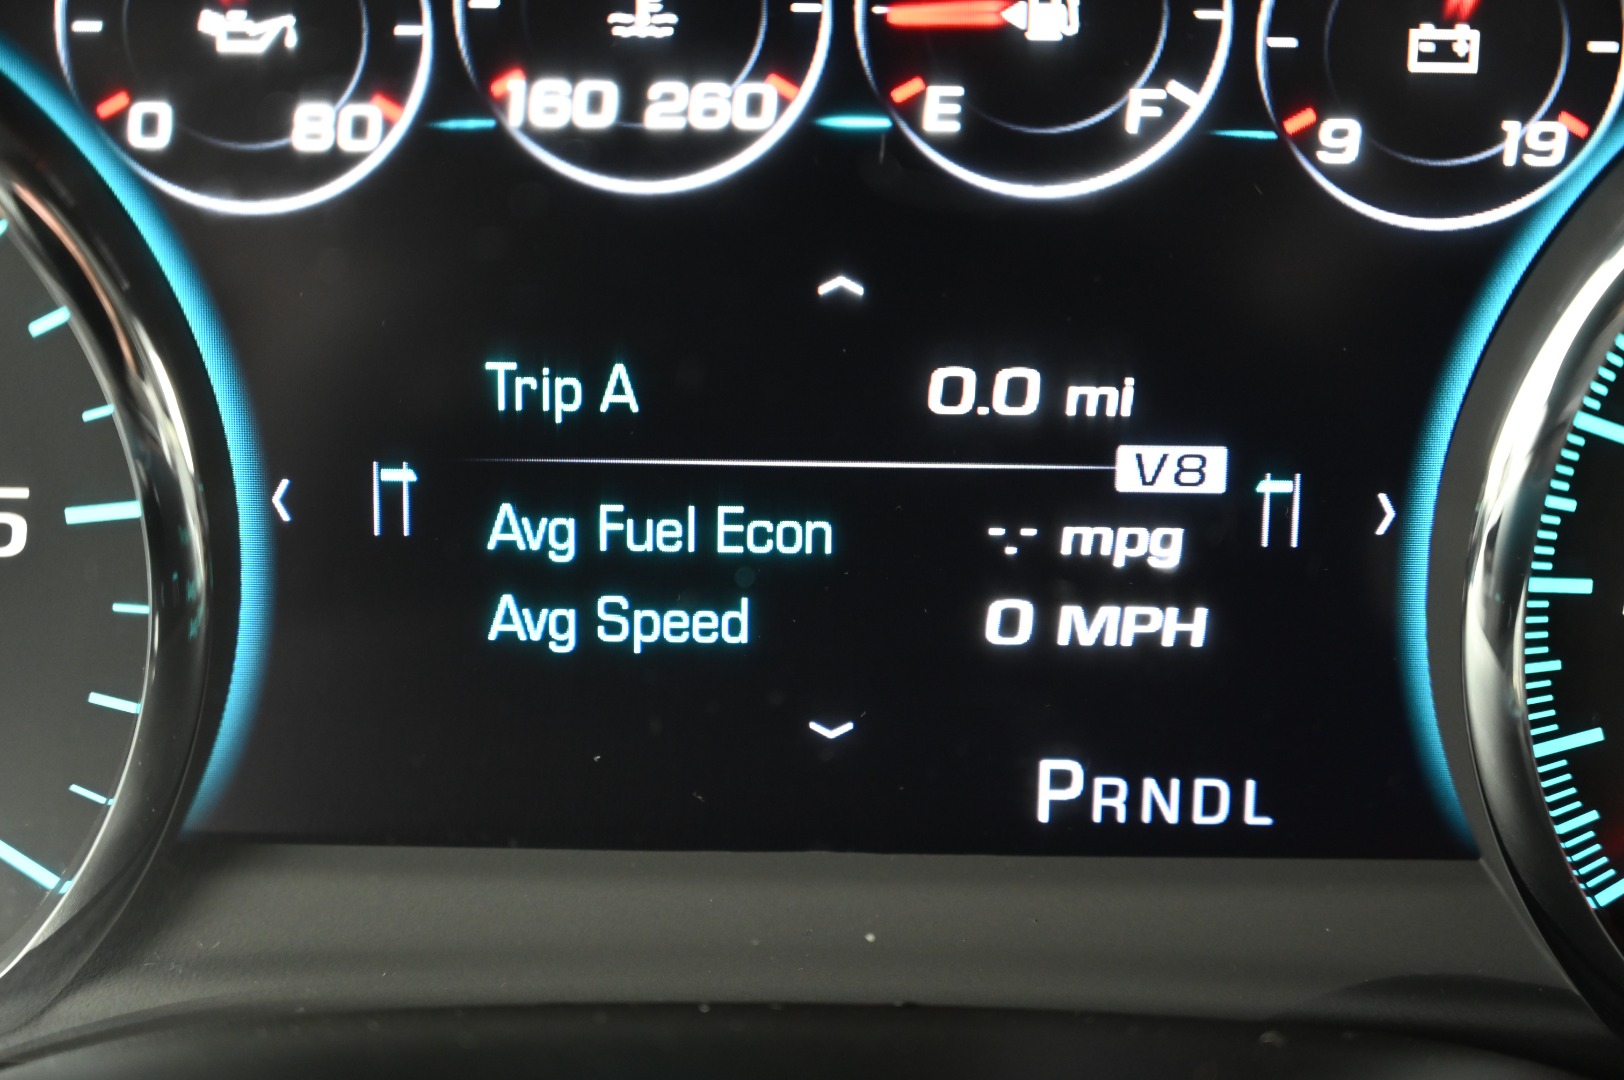 0 80 160 260 E F 9 19
Trip A 0.0 mi
V8
5
Avg Fuel Econ -.- mpg
Avg Speed 0 MPH
PRNDL